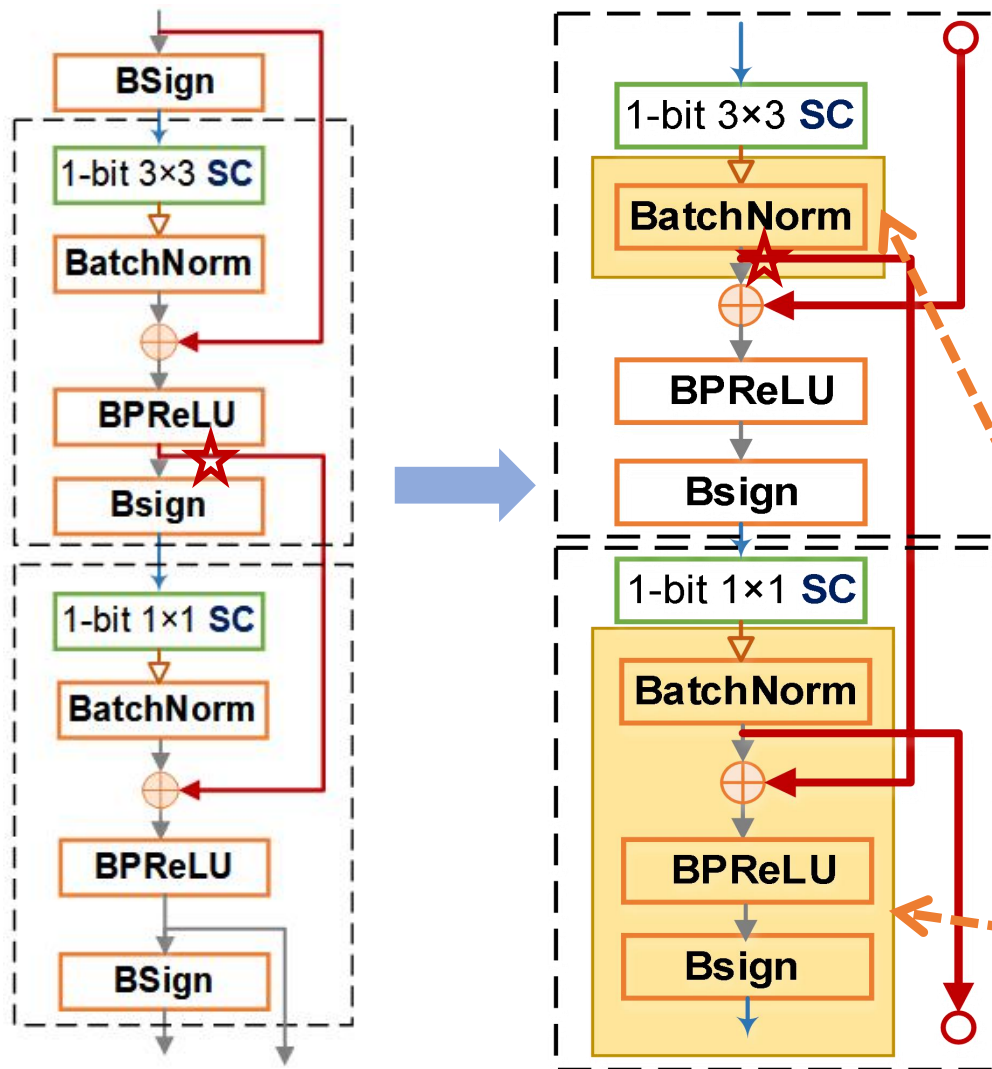 BSign
1-bit 3×3 SC
BatchNorm
BPReLU
Bsign
1-bit 1×1 SC
BatchNorm
BPReLU
BSign
1-bit 3×3 SC
BatchNorm
BPReLU
Bsign
1-bit 1×1 SC
BatchNorm
BPReLU
Bsign